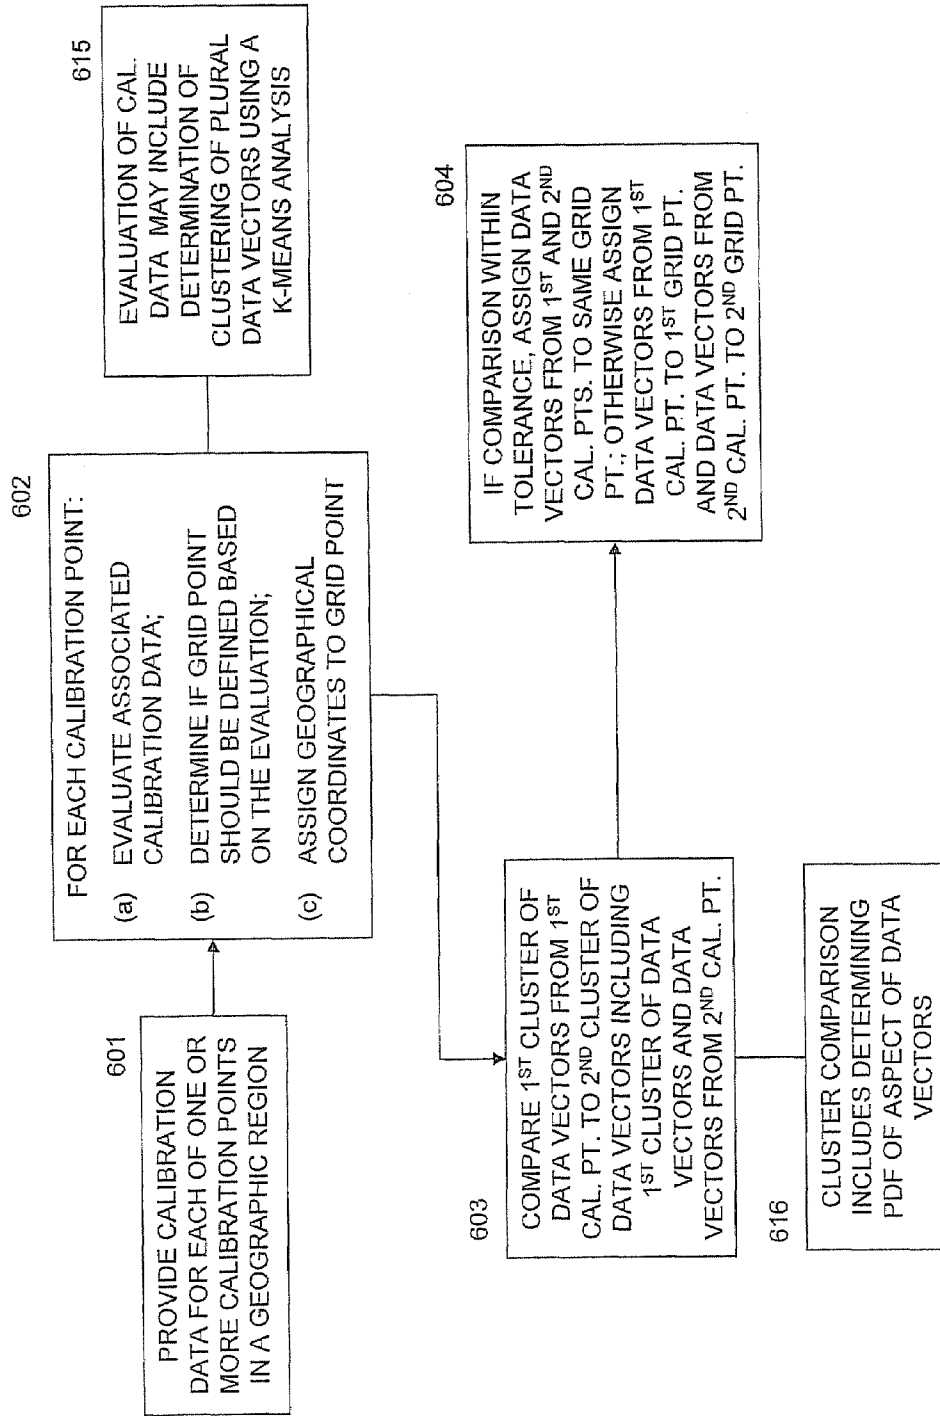 601
PROVIDE CALIBRATION
DATA FOR EACH OF ONE OR
MORE CALIBRATION POINTS
IN A GEOGRAPHIC REGION
602
FOR EACH CALIBRATION POINT:
(a) EVALUATE ASSOCIATED
CALIBRATION DATA;
(b) DETERMINE IF GRID POINT
SHOULD BE DEFINED BASED
ON THE EVALUATION;
(c) ASSIGN GEOGRAPHICAL
COORDINATES TO GRID POINT
615
EVALUATION OF CAL.
DATA MAY INCLUDE
DETERMINATION OF
CLUSTERING OF PLURAL
DATA VECTORS USING A
K-MEANS ANALYSIS
603
COMPARE 1ST CLUSTER OF
DATA VECTORS FROM 1ST
CAL. PT. TO 2ND CLUSTER OF
DATA VECTORS INCLUDING
1ST CLUSTER OF DATA
VECTORS AND DATA
VECTORS FROM 2ND CAL. PT.
604
IF COMPARISON WITHIN
TOLERANCE, ASSIGN DATA
VECTORS FROM 1ST AND 2ND
CAL. PTS. TO SAME GRID
PT.; OTHERWISE ASSIGN
DATA VECTORS FROM 1ST
CAL. PT. TO 1ST GRID PT.
AND DATA VECTORS FROM
2ND CAL. PT. TO 2ND GRID PT.
616
CLUSTER COMPARISON
INCLUDES DETERMINING
PDF OF ASPECT OF DATA
VECTORS